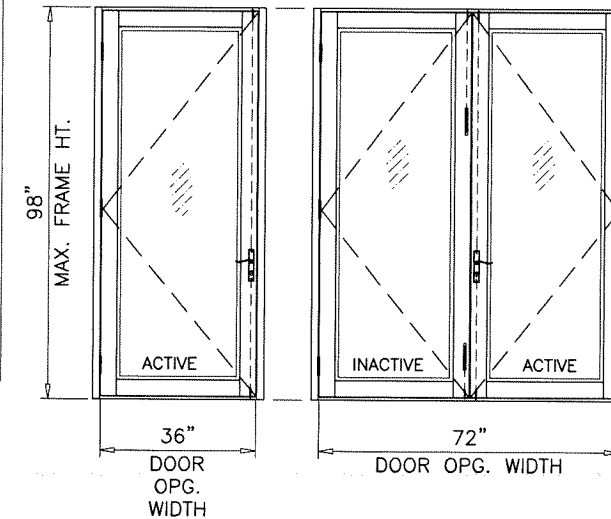 98"
MAX. FRAME HT.
ACTIVE
INACTIVE
ACTIVE
36"
DOOR
OPG.
WIDTH
72"
DOOR OPG. WIDTH